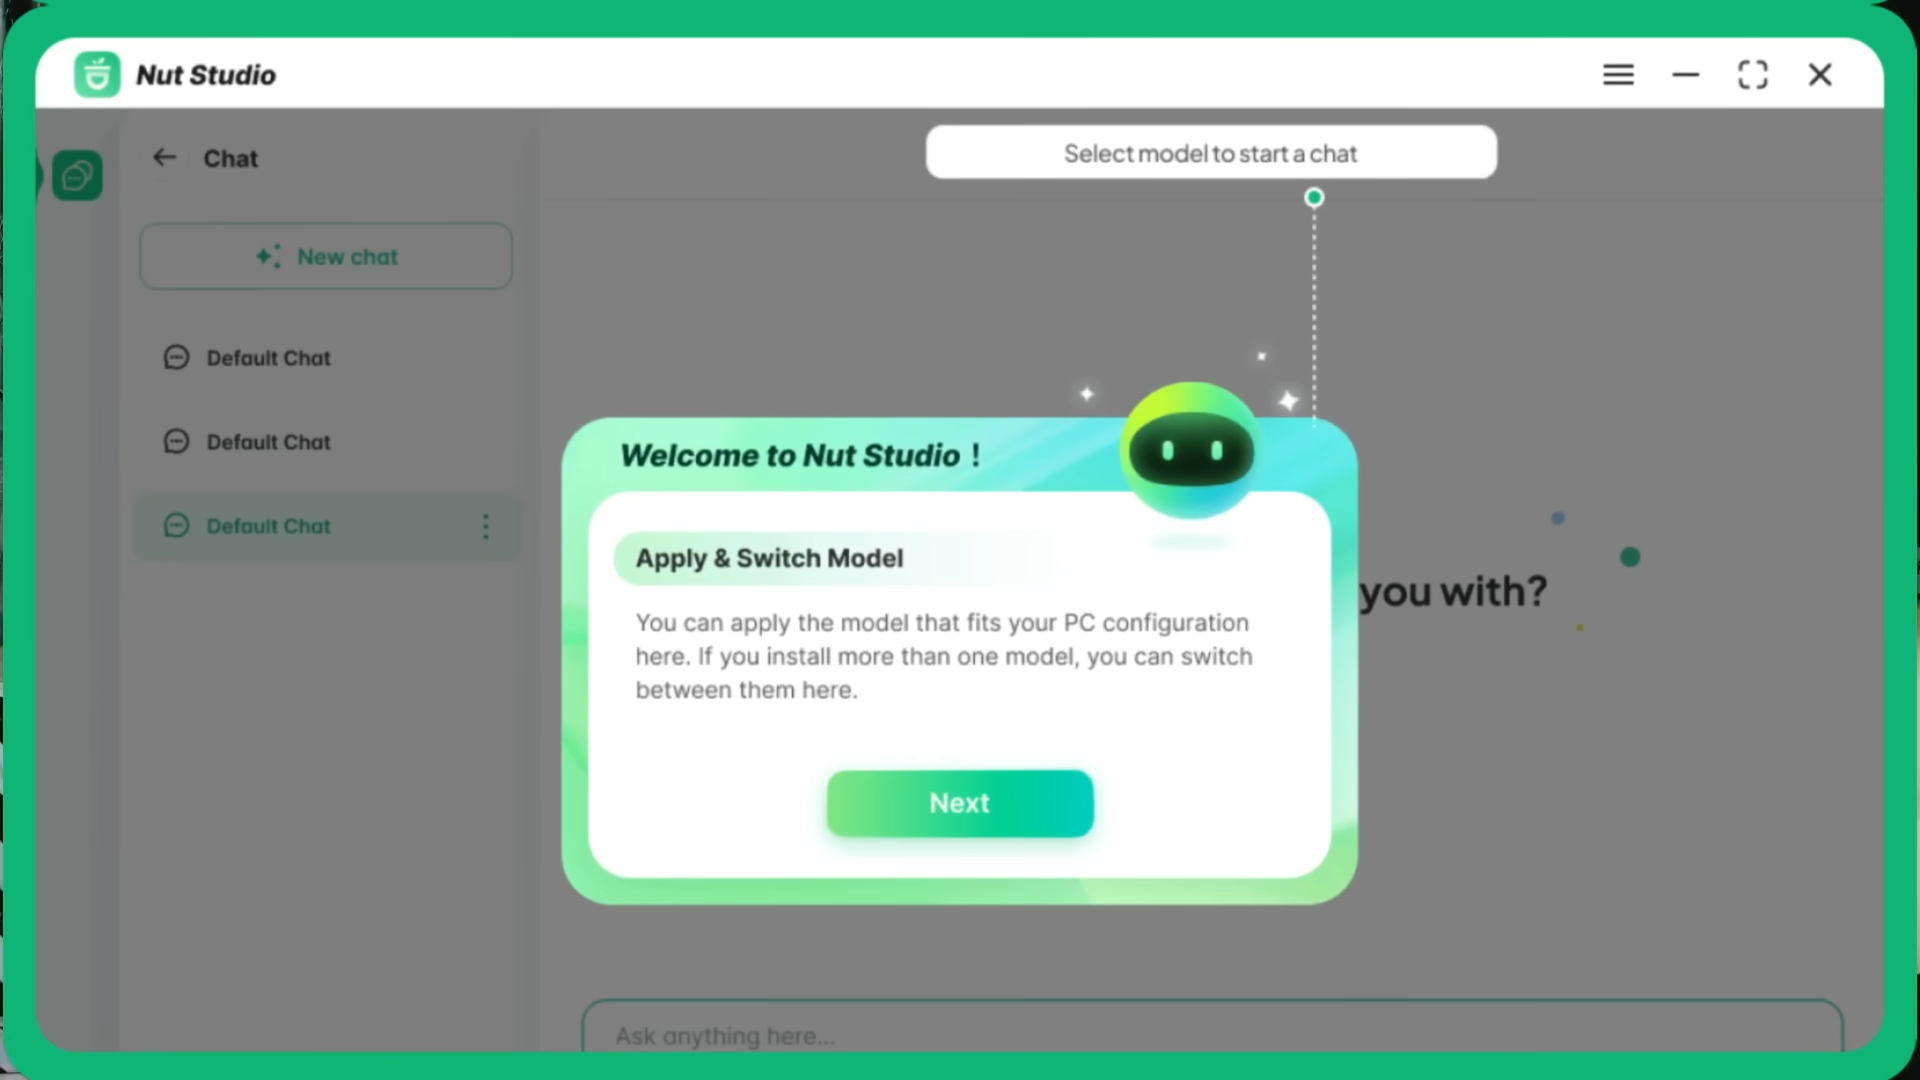 Nut Studio
Chat
Select model to start a chat
New chat
Default Chat
Default Chat
Default Chat
Welcome to Nut Studio !
Apply & Switch Model
You can apply the model that fits your PC configuration
here. If you install more than one model, you can switch
between them here.
you with?
Next
Ask anything here...